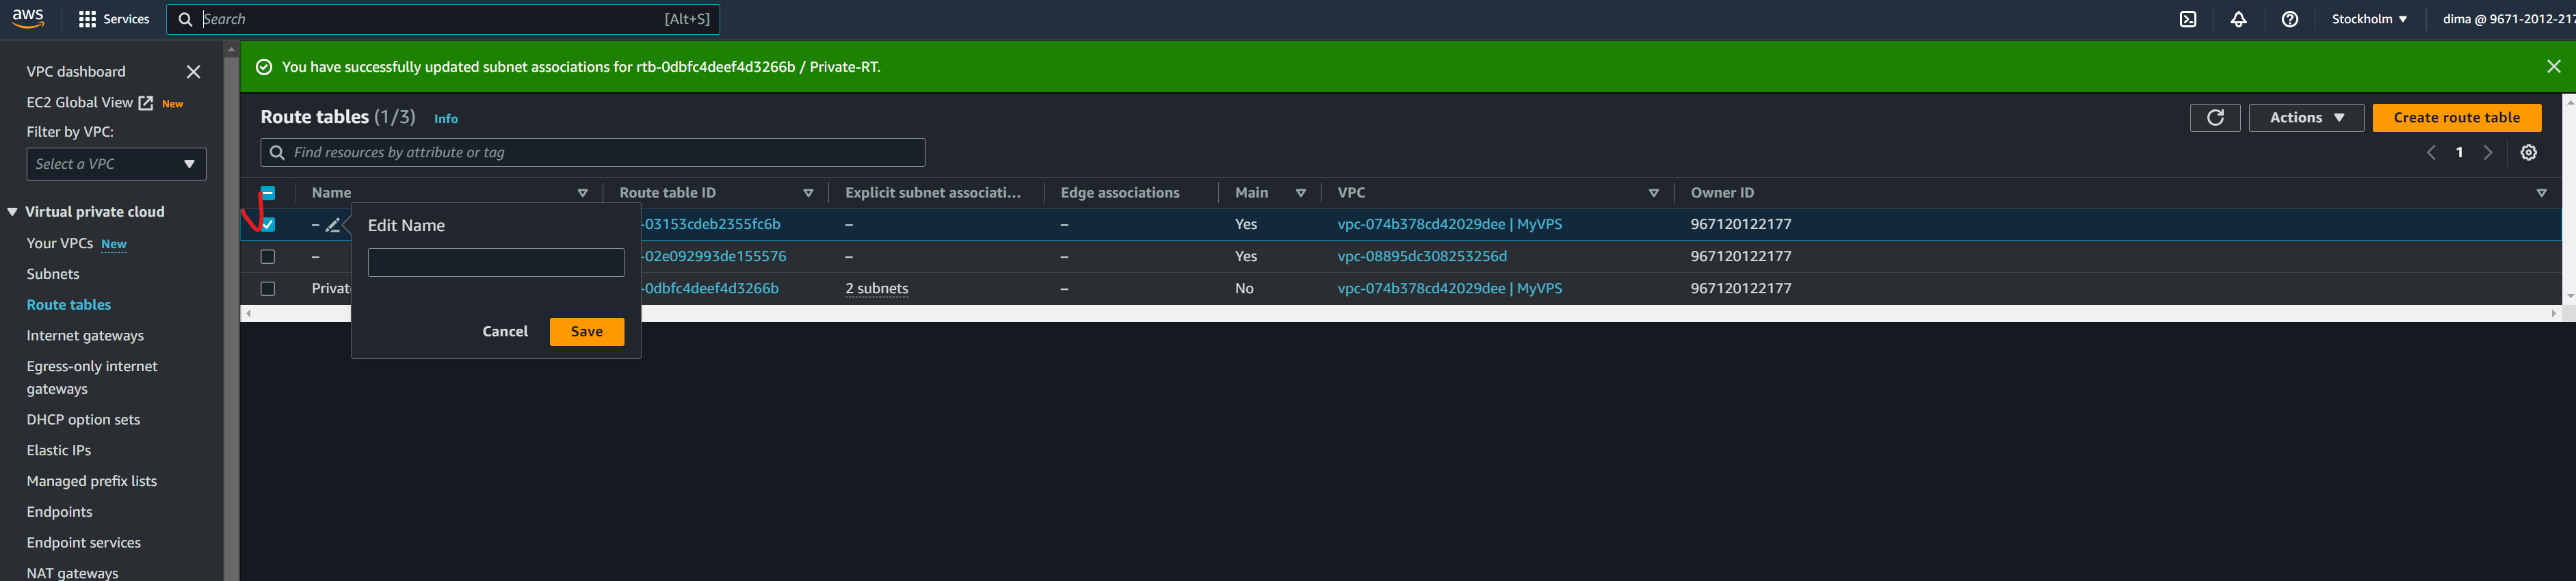 aws
Services
Search
[Alt+S]
Stockholm ▼
dima @ 9671-2012-217
VPC dashboard
EC2 Global View New
Filter by VPC:
Select a VPC
Virtual private cloud
Your VPCs New
Subnets
Route tables
Internet gateways
Egress-only internet
gateways
DHCP option sets
Elastic IPs
Managed prefix lists
Endpoints
Endpoint services
NAT gateways
You have successfully updated subnet associations for rtb-0dbfc4deef4d3266b / Private-RT.
Route tables (1/3) Info
Actions ▼
Create route table
Find resources by attribute or tag
1
Name Route table ID Explicit subnet associati... Edge associations Main VPC Owner ID
– -03153cdeb2355fc6b – – Yes vpc-074b378cd42029dee | MyVPS 967120122177
– -02e092993de155576 – – Yes vpc-08895dc308253256d 967120122177
Private -0dbfc4deef4d3266b 2 subnets – No vpc-074b378cd42029dee | MyVPS 967120122177
Edit Name
Cancel
Save